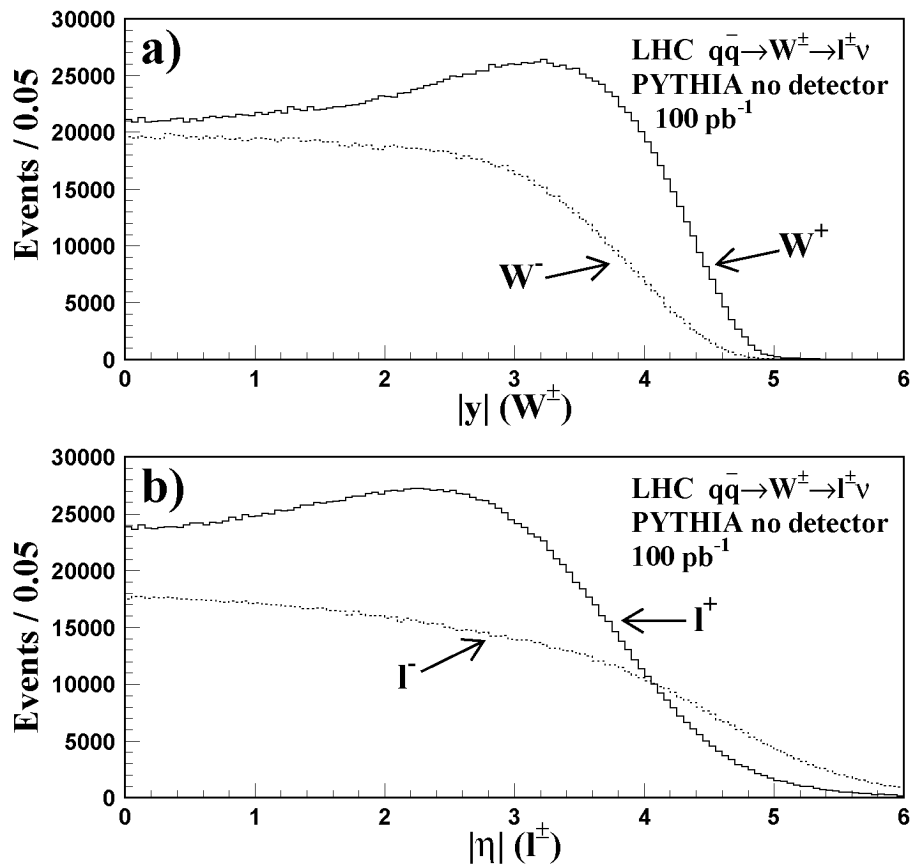 a)
LHC qq̄→W±→l±ν
PYTHIA no detector
100 pb⁻¹
W⁺
W⁻
Events / 0.05
30000
25000
20000
15000
10000
5000
0
0 1 2 3 4 5 6
|y| (W±)
b)
LHC qq̄→W±→l±ν
PYTHIA no detector
100 pb⁻¹
l⁺
l⁻
Events / 0.05
30000
25000
20000
15000
10000
5000
0
0 1 2 3 4 5 6
|η| (l±)